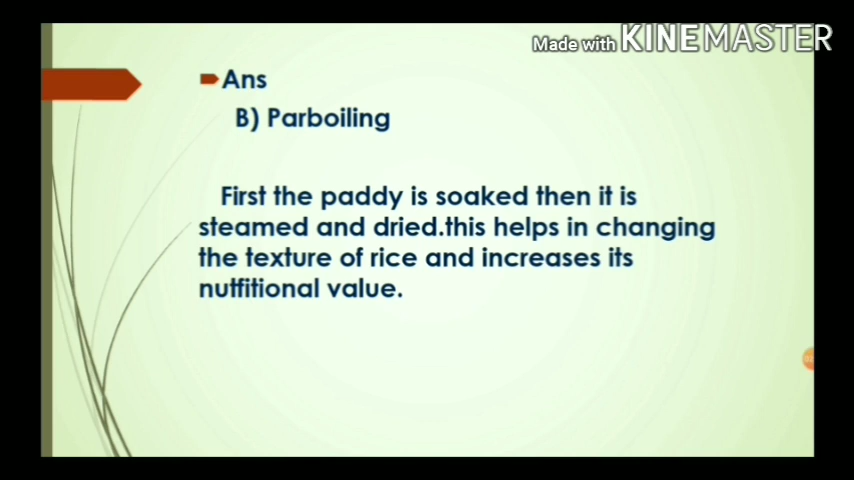 Made with KINEMASTER
Ans
B) Parboiling
First the paddy is soaked then it is
steamed and dried.this helps in changing
the texture of rice and increases its
nutfitional value.